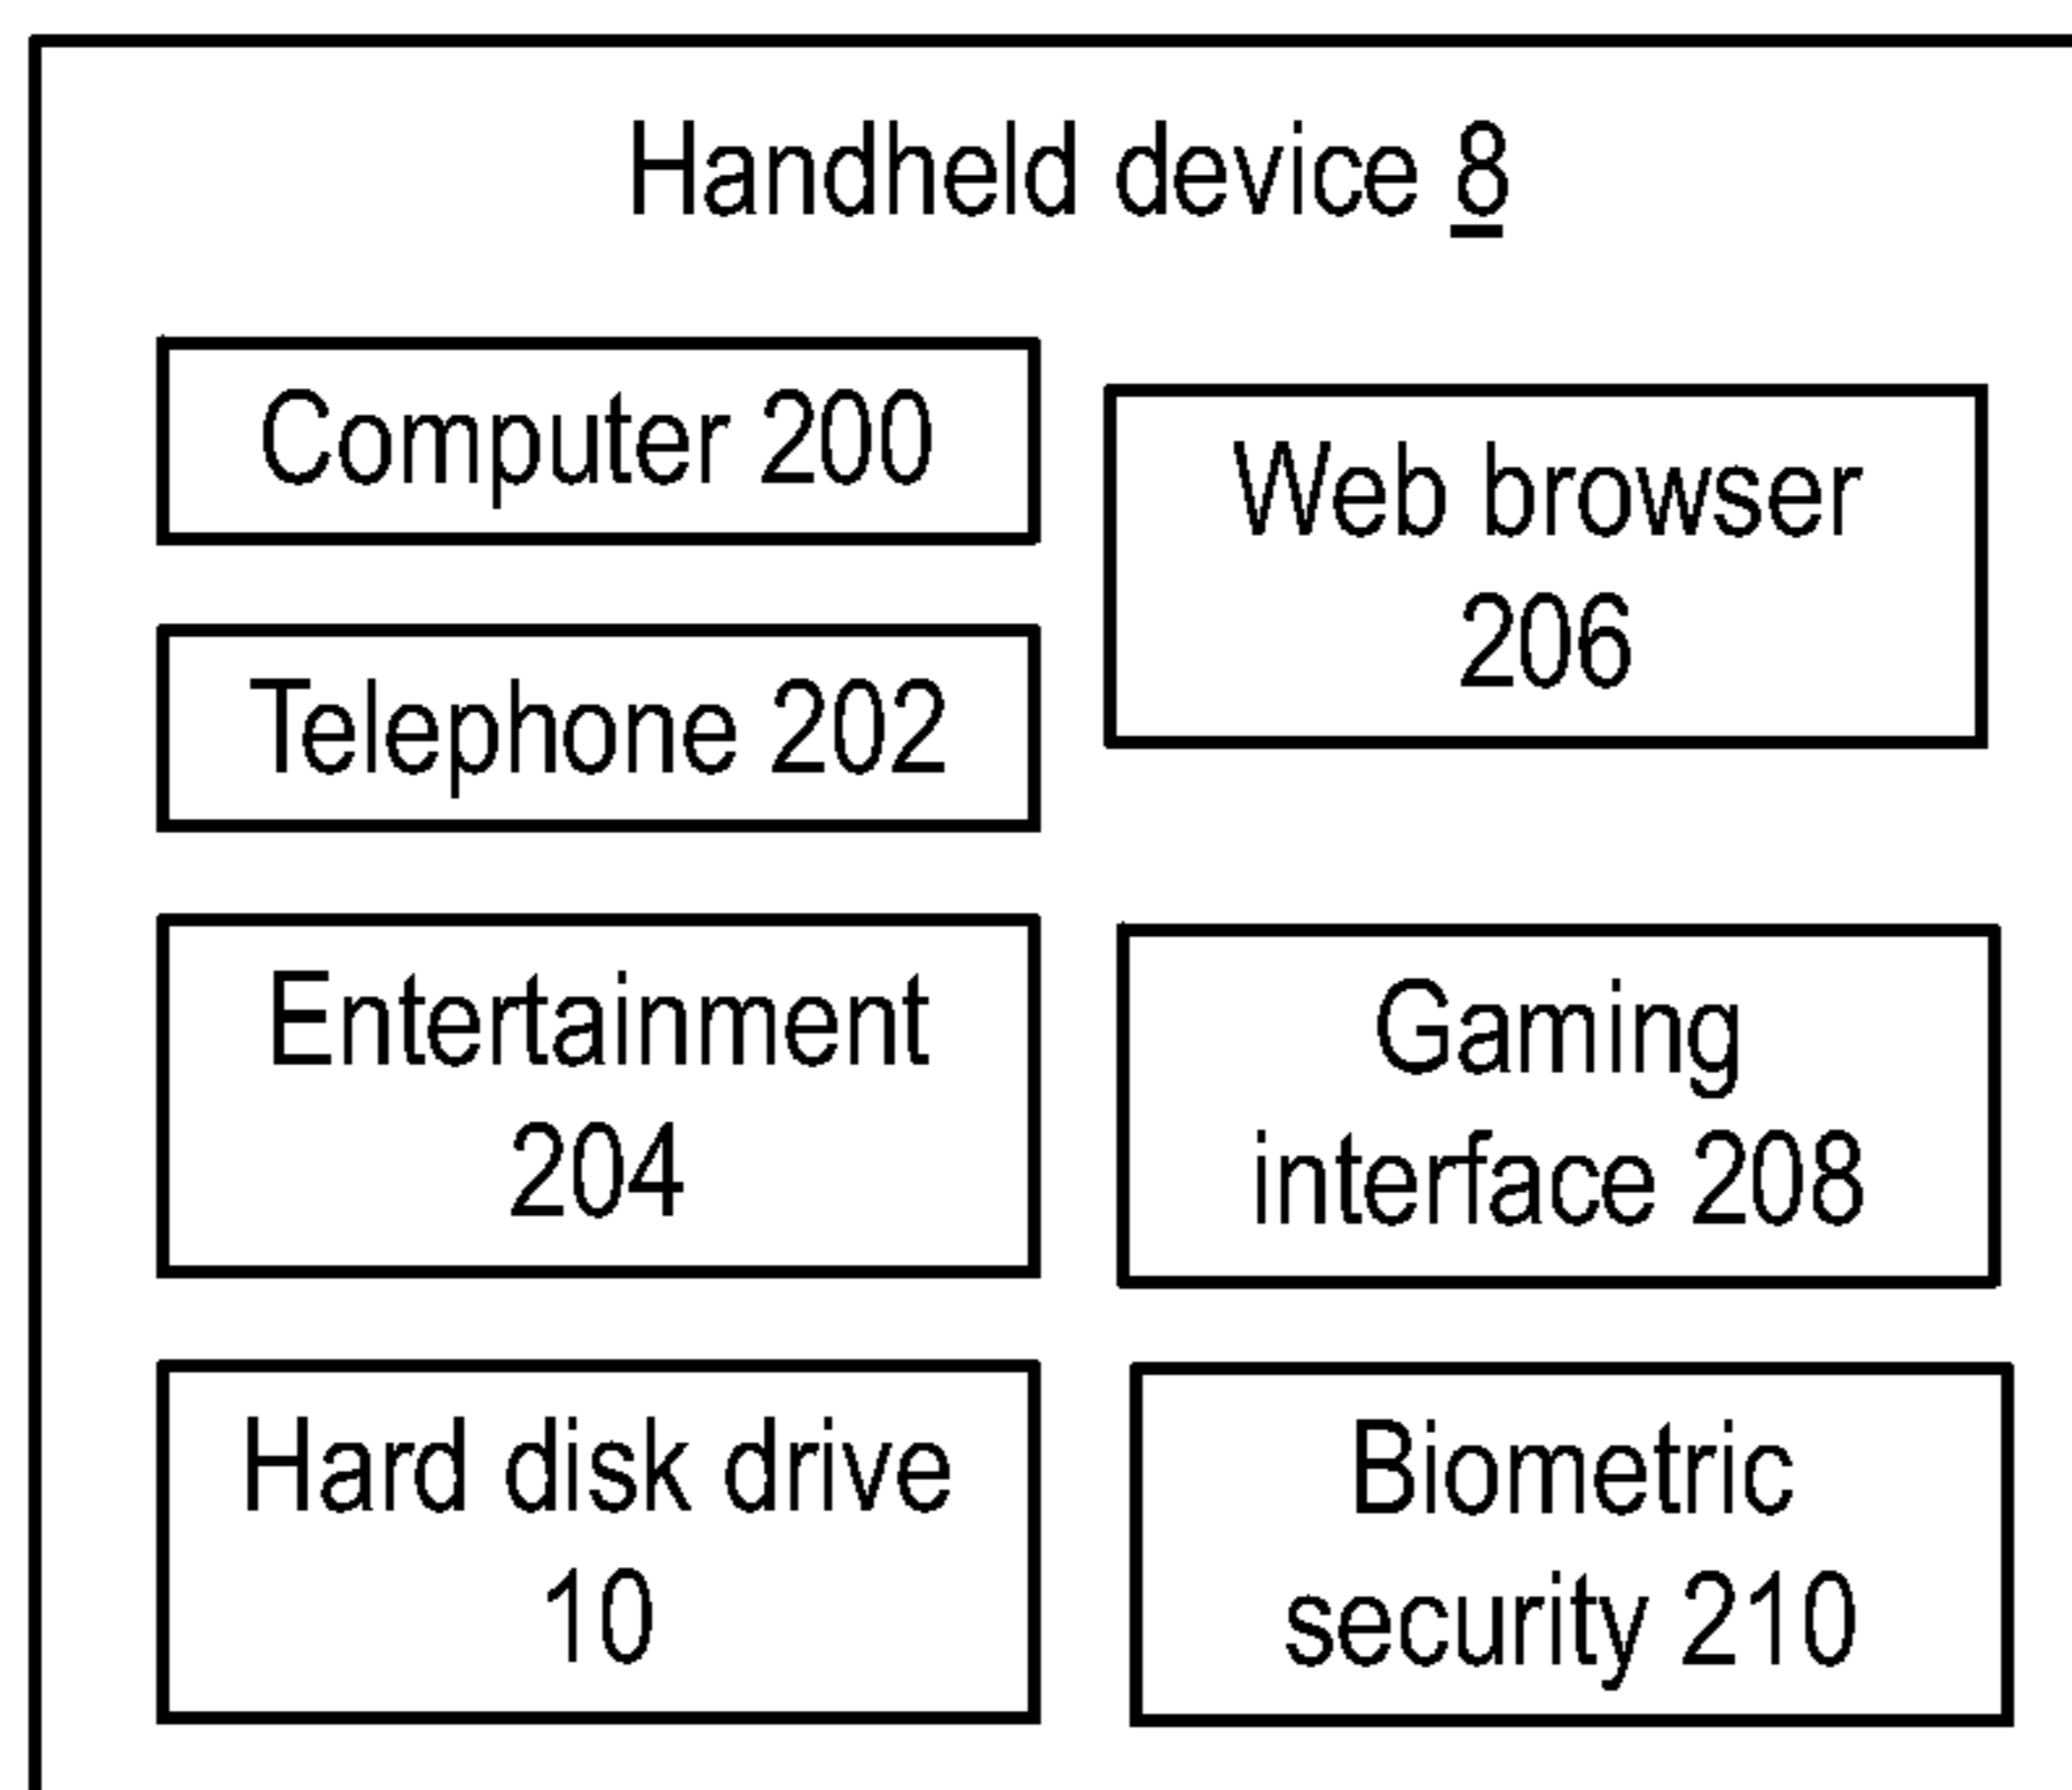 Handheld device 8
Computer 200
Telephone 202
Entertainment
204
Hard disk drive
10
Web browser
206
Gaming
interface 208
Biometric
security 210